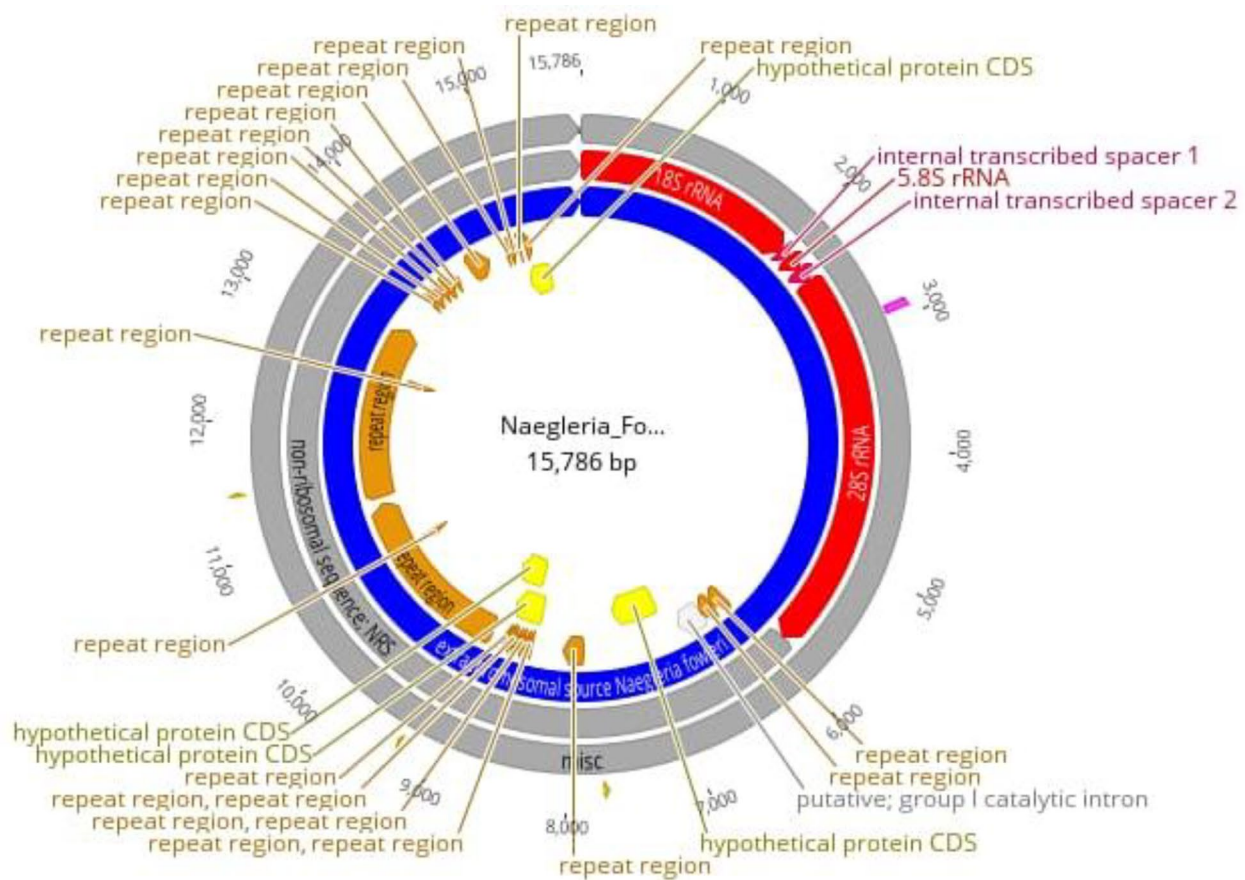 repeat region
repeat region
repeat region
repeat region
repeat region
repeat region
repeat region
repeat region
repeat region
repeat region
15,786
15,000
14,000
13,000
12,000
11,000
10,000
9,000
8,000
7,000
6,000
5,000
4,000
3,000
2,000
1,000
hypothetical protein CDS
internal transcribed spacer 1
5.8S rRNA
internal transcribed spacer 2
18S rRNA
28S rRNA
repeat region
repeat region
Naegleria_Fo...
15,786 bp
non-ribosomal sequence; NRS
epeat region
repeat region
hypothetical protein CDS
hypothetical protein CDS
repeat region
repeat region, repeat region
repeat region, repeat region
repeat region, repeat region
source Naegleria fowleri
misc
repeat region
repeat region
putative; group I catalytic intron
hypothetical protein CDS
repeat region